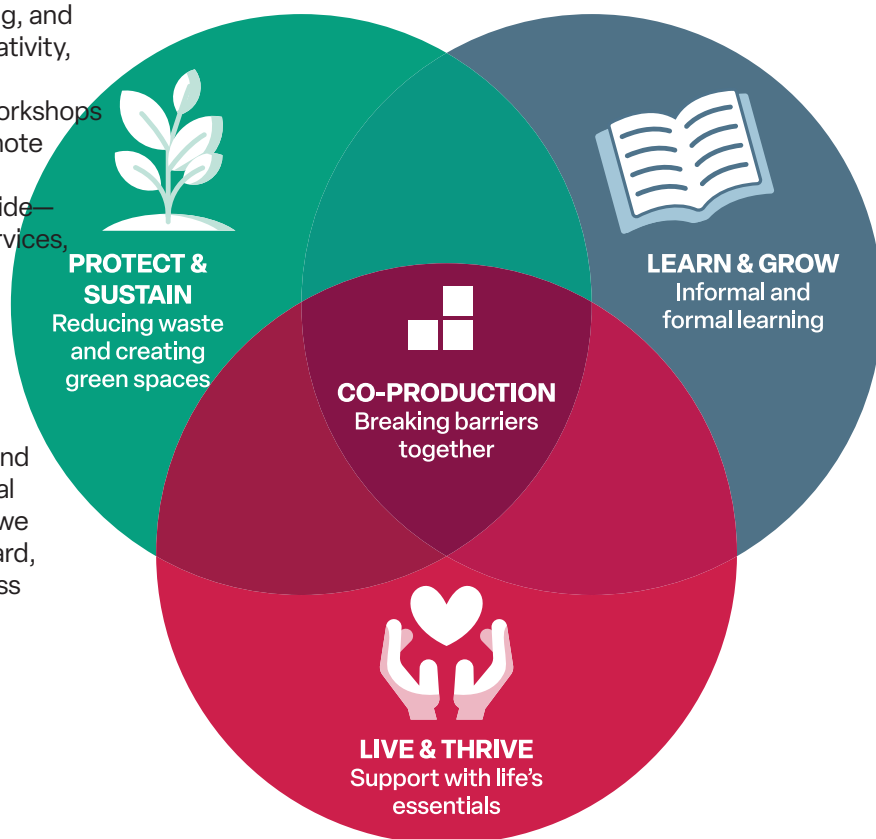 g, and
ativity,
orkshops
note
ide—
rvices,
nd
al
we
ard,
ss
PROTECT &
SUSTAIN
Reducing waste
and creating
green spaces
LEARN & GROW
Informal and
formal learning
CO-PRODUCTION
Breaking barriers
together
LIVE & THRIVE
Support with life's
essentials